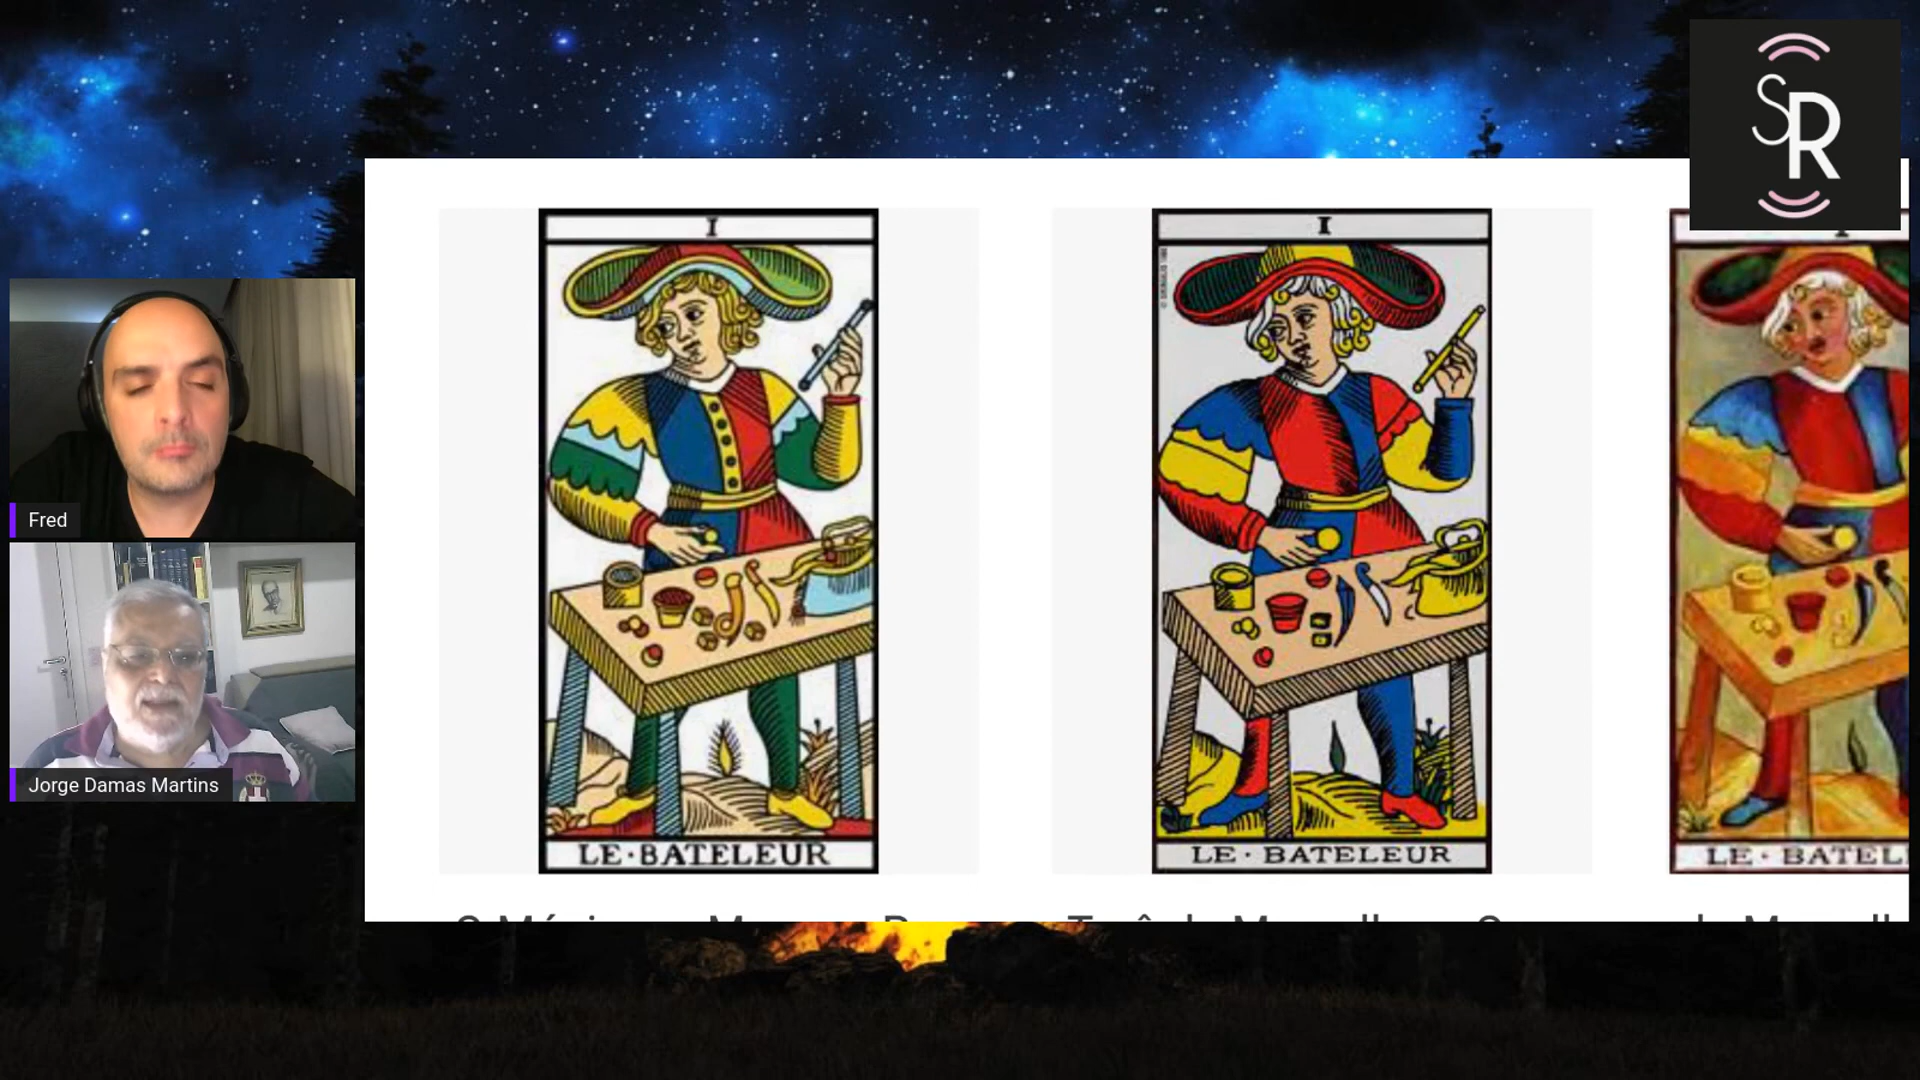 SR
I
I
LE·BATELEUR
LE·BATELEUR
LE·BATEL
Fred
Jorge Damas Martins